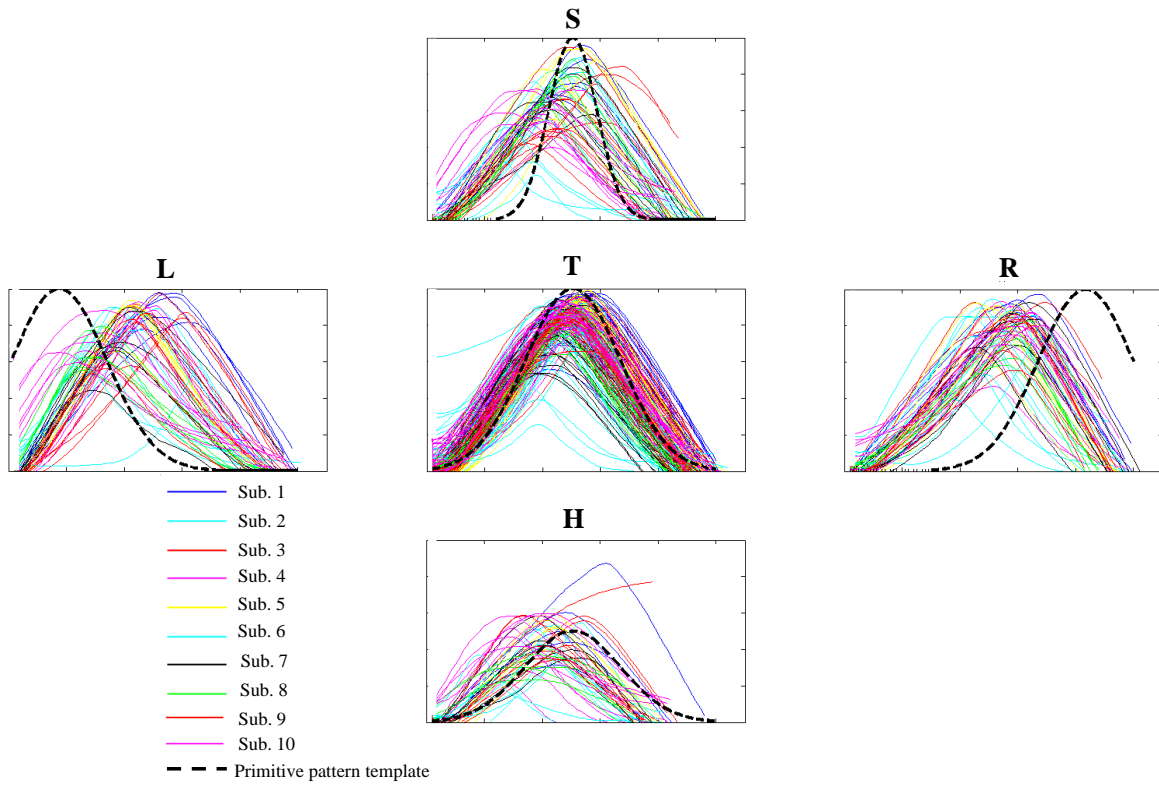 S
L
T
R
H
Sub. 1
Sub. 2
Sub. 3
Sub. 4
Sub. 5
Sub. 6
Sub. 7
Sub. 8
Sub. 9
Sub. 10
Primitive pattern template